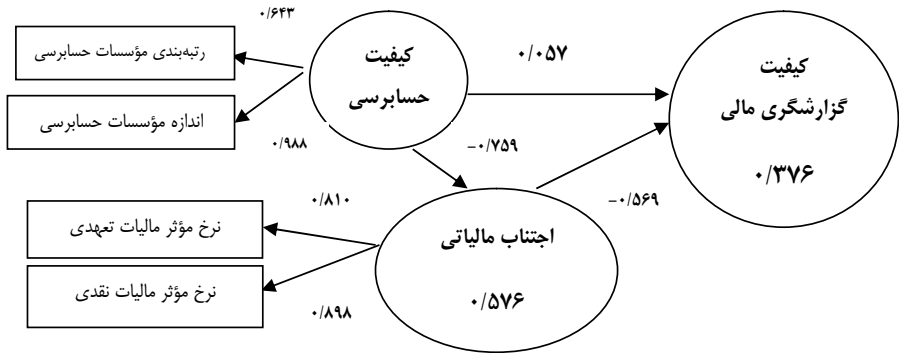 ۰/۶۴۳
رتبه‌بندی مؤسسات حسابرسی
اندازه مؤسسات حسابرسی
۰/۹۸۸
کیفیت
حسابرسی
۰/۰۵۷
کیفیت
گزارشگری مالی
۰/۳۷۶
−۰/۷۵۹
−۰/۵۶۹
۰/۸۱۰
نرخ مؤثر مالیات تعهدی
نرخ مؤثر مالیات نقدی
۰/۸۹۸
اجتناب مالیاتی
۰/۵۷۶